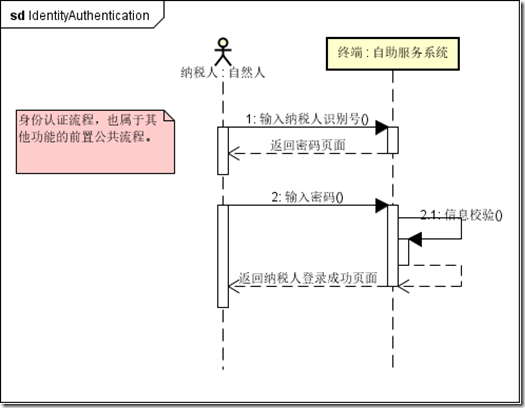 sd IdentityAuthentication
纳税人 : 自然人
终端 : 自助服务系统
身份认证流程，也属于其
他功能的前置公共流程。
1: 输入纳税人识别号()
返回密码页面
2: 输入密码()
2.1: 信息校验()
返回纳税人登录成功页面